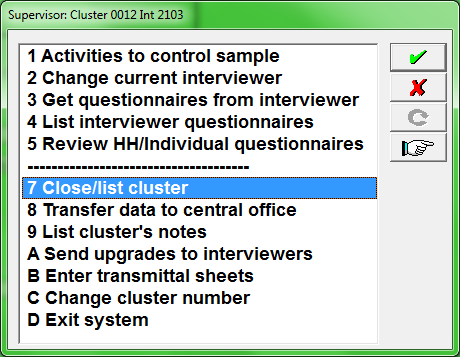 Supervisor: Cluster 0012 Int 2103
1 Activities to control sample
2 Change current interviewer
3 Get questionnaires from interviewer
4 List interviewer questionnaires
5 Review HH/Individual questionnaires
-----------------------------------
7 Close/list cluster
8 Transfer data to central office
9 List cluster's notes
A Send upgrades to interviewers
B Enter transmittal sheets
C Change cluster number
D Exit system